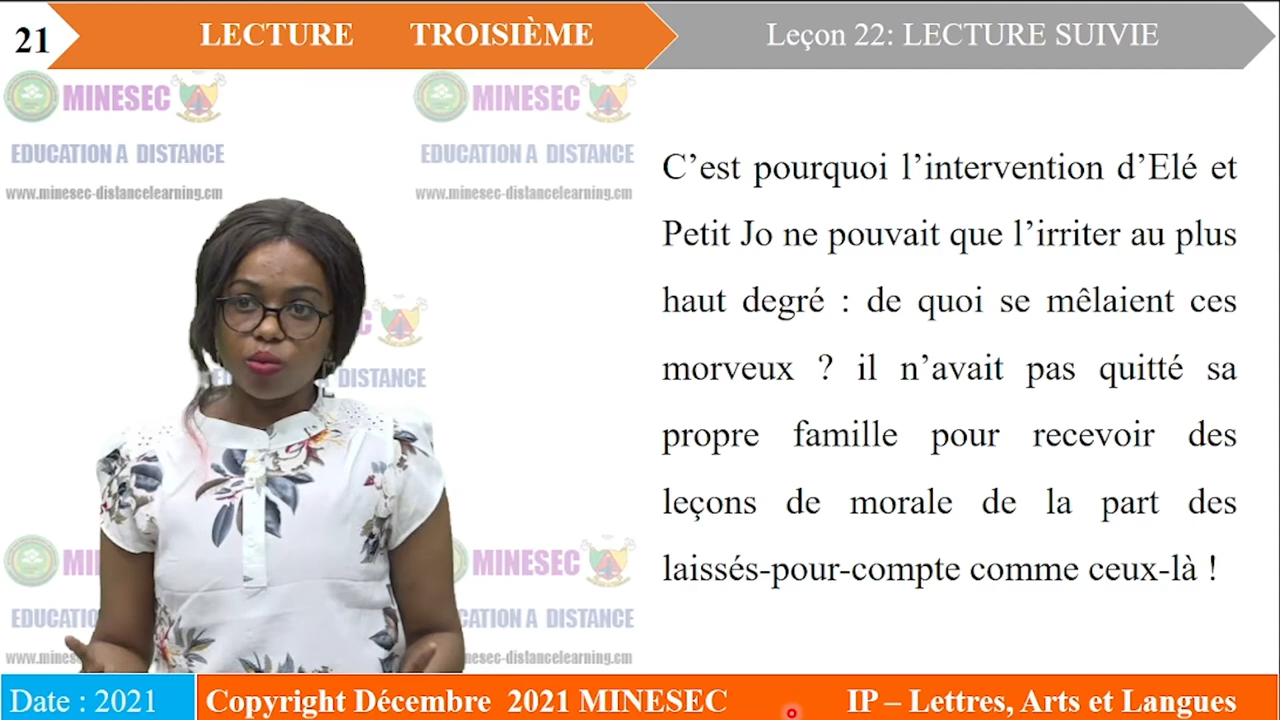 21
LECTURE TROISIÈME
Leçon 22: LECTURE SUIVIE
MINESEC
EDUCATION A DISTANCE
www.minesec-distancelearning.cm
MINESEC
EDUCATION A DISTANCE
www.minesec-distancelearning.cm
C’est pourquoi l’intervention d’Elé et
Petit Jo ne pouvait que l’irriter au plus
haut degré : de quoi se mêlaient ces
morveux ? il n’avait pas quitté sa
propre famille pour recevoir des
leçons de morale de la part des
laissés-pour-compte comme ceux-là !
DISTANCE
MINESEC
DISTANCE
Date : 2021
Copyright Décembre 2021 MINESEC
IP – Lettres, Arts et Langues